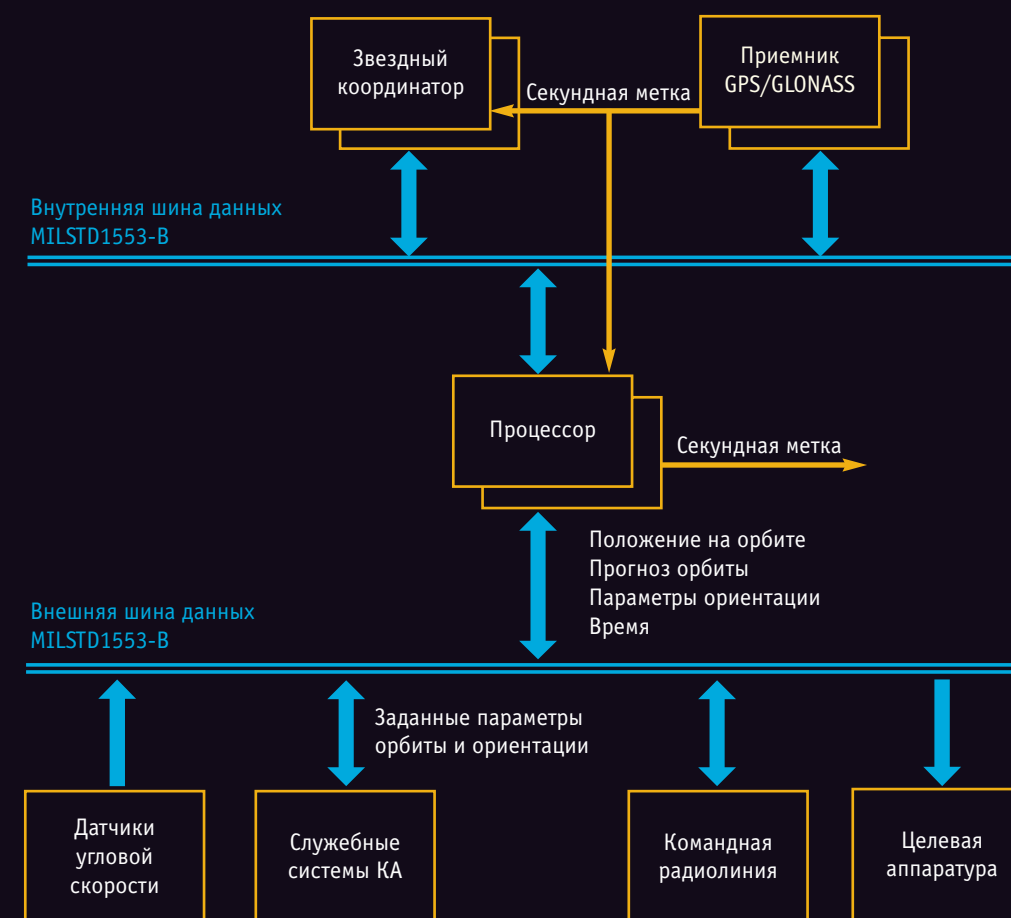 Звездный
координатор
Приемник
GPS/GLONASS
Секундная метка
Внутренняя шина данных
MILSTD1553-B
Процессор
Секундная метка
Положение на орбите
Прогноз орбиты
Параметры ориентации
Время
Внешняя шина данных
MILSTD1553-B
Заданные параметры
орбиты и ориентации
Датчики
угловой
скорости
Служебные
системы КА
Командная
радиолиния
Целевая
аппаратура